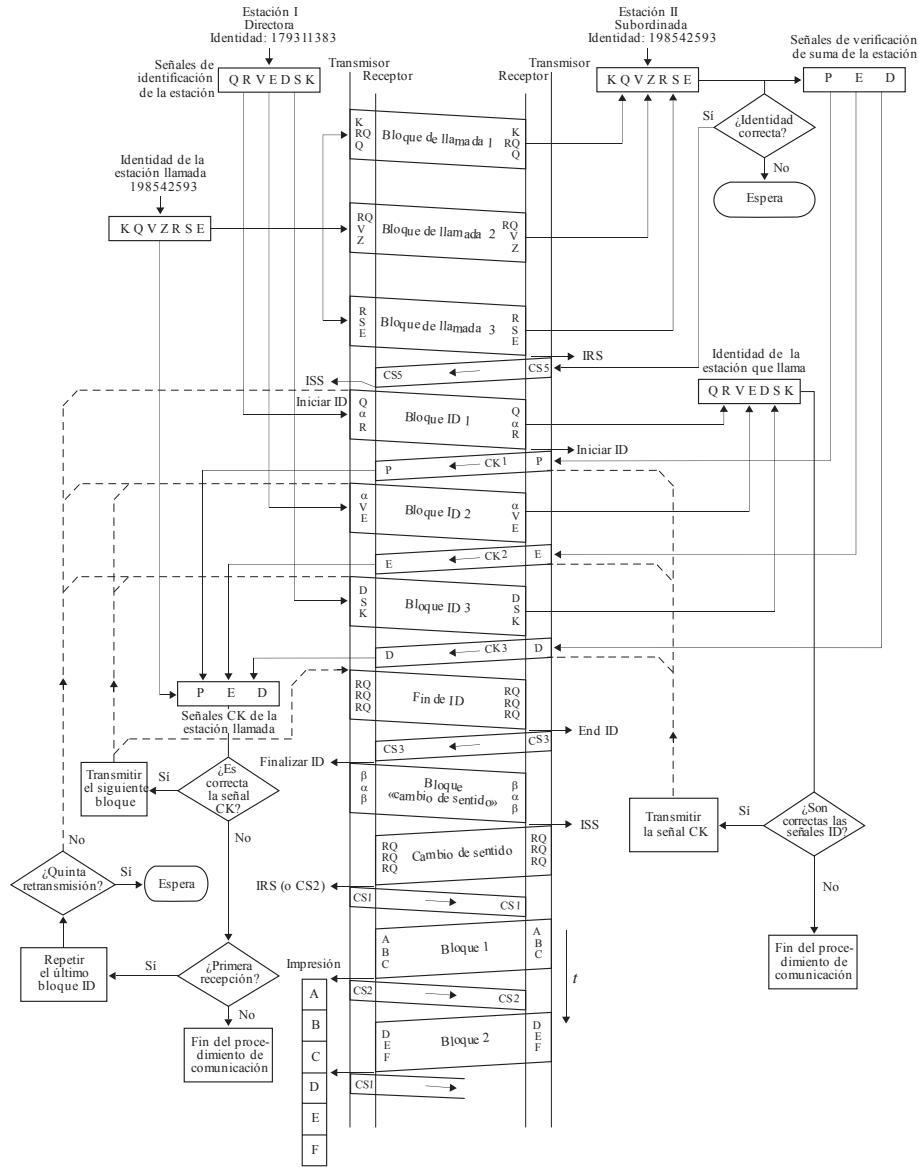 Estación I
Directora
Identidad: 179311383
Estación II
Subordinada
Identidad: 198542593
Señales de verificación
de suma de la estación
Señales de
identificación
de la estación
Q R V E D S K
Transmisor
Receptor
Receptor
Transmisor
K Q V Z R S E
P E D
Identidad de la
estación llamada
198542593
K Q V Z R S E
K
RQ
Q
Bloque de llamada 1
K
RQ
Q
Sí
¿Identidad
correcta?
No
Espera
RQ
V
Z
Bloque de llamada 2
RQ
V
Z
R
S
E
Bloque de llamada 3
R
S
E
IRS
ISS
CS5
CS5
Identidad de la
estación que llama
Q R V E D S K
Iniciar ID
Q
α
R
Bloque ID 1
Q
α
R
Iniciar ID
P
CK1
P
α
V
E
Bloque ID 2
α
V
E
E
CK2
E
D
S
K
Bloque ID 3
D
S
K
D
CK3
D
P E D
Señales CK de la
estación llamada
RQ
RQ
RQ
Fin de ID
RQ
RQ
RQ
End ID
CS3
CS3
Finalizar ID
Transmitir
el siguiente
bloque
Sí
¿Es
correcta
la señal
CK?
No
β
α
β
Bloque
«cambio de sentido»
β
α
β
ISS
Transmitir
la señal CK
Sí
¿Son
correctas las
señales ID?
No
RQ
RQ
RQ
Cambio de sentido
RQ
RQ
RQ
No
¿Quinta
retransmisión?
Sí
Espera
IRS (o CS2)
CS1
CS1
A
B
C
Bloque 1
A
B
C
t
Fin del proce-
dimiento de
comunicación
Repetir
el último
bloque ID
Sí
¿Primera
recepción?
No
Impresión
CS2
CS2
D
E
F
Bloque 2
D
E
F
Fin del proce-
dimiento de
comunicación
CS1
A
B
C
D
E
F